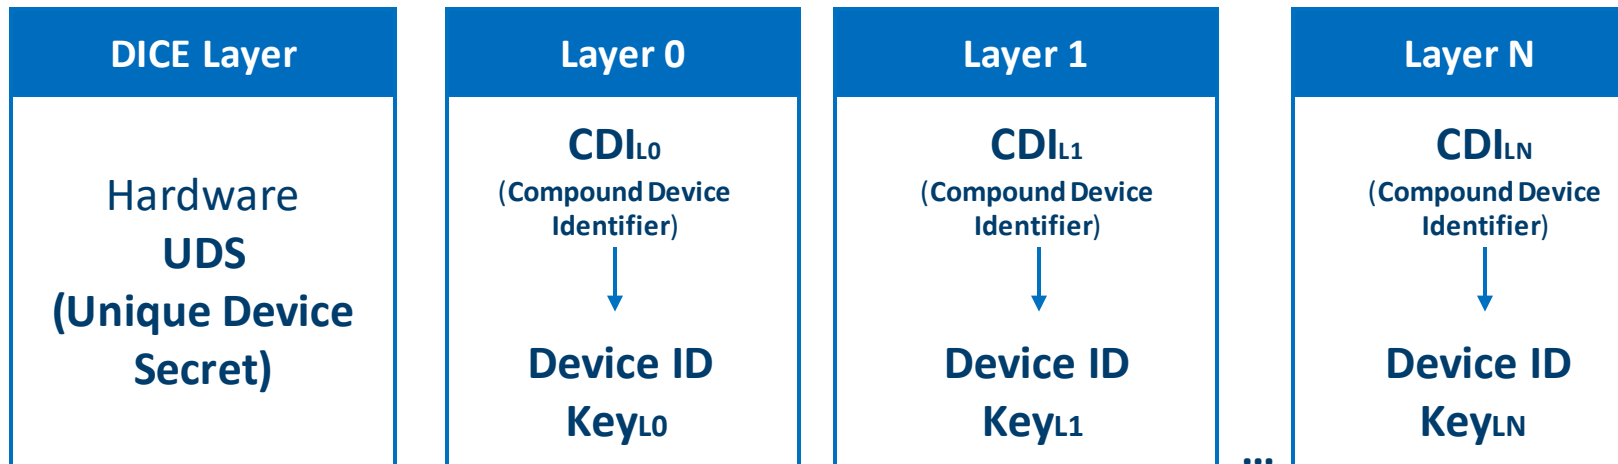 DICE Layer
Hardware
UDS
(Unique Device
Secret)
Layer 0
CDIL0
(Compound Device
Identifier)
Device ID
KeyL0
Layer 1
CDIL1
(Compound Device
Identifier)
Device ID
KeyL1
...
Layer N
CDILN
(Compound Device
Identifier)
Device ID
KeyLN